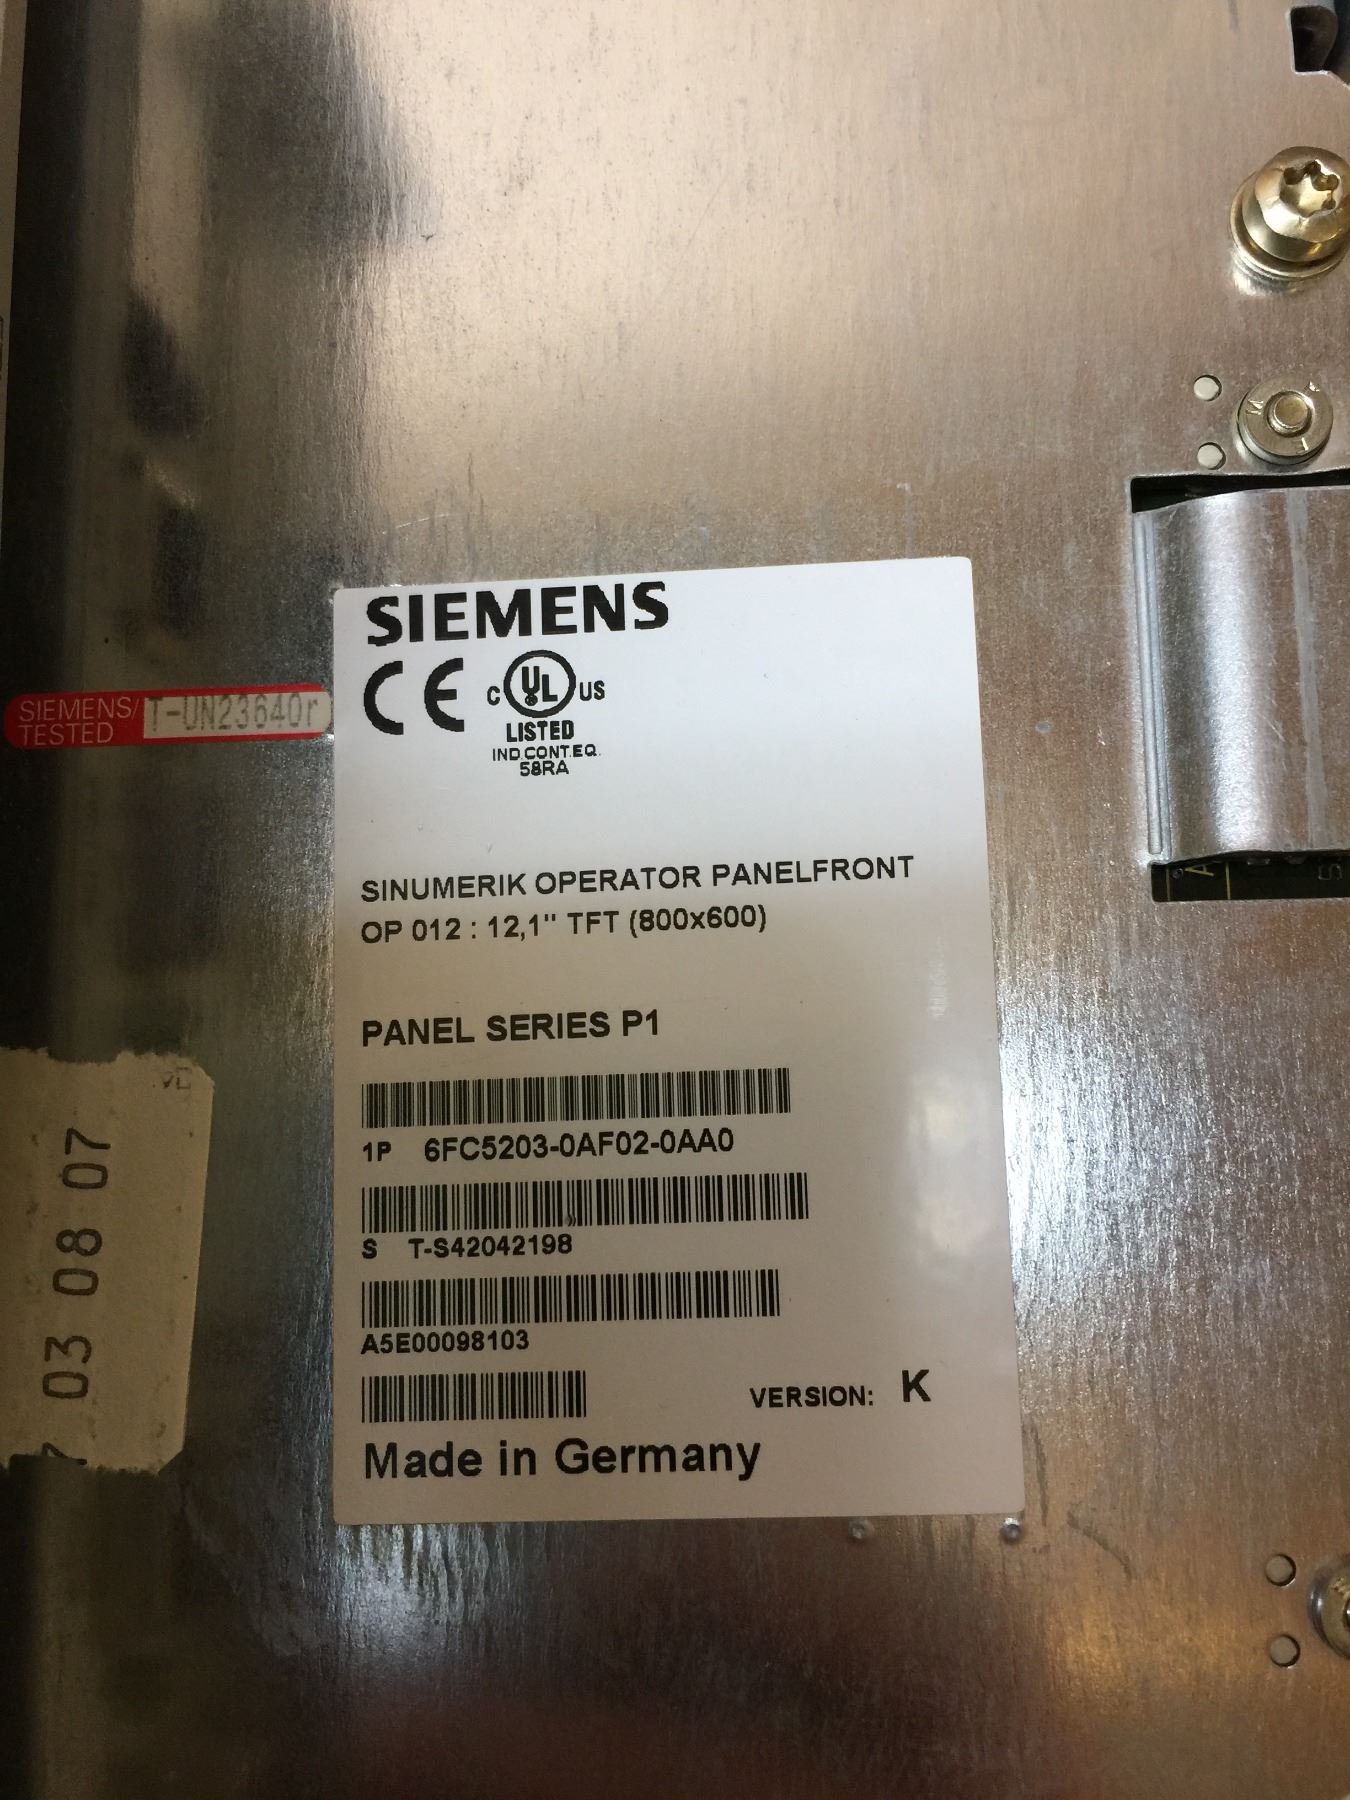 SIEMENS
CE
C UL US
LISTED
IND.CONT.EQ.
58RA
SIEMENS/
TESTED
T-UN23640r
SINUMERIK OPERATOR PANELFRONT
OP 012 : 12,1" TFT (800x600)
PANEL SERIES P1
1P 6FC5203-0AF02-0AA0
S T-S42042198
A5E00098103
VERSION: K
Made in Germany
03 08 07